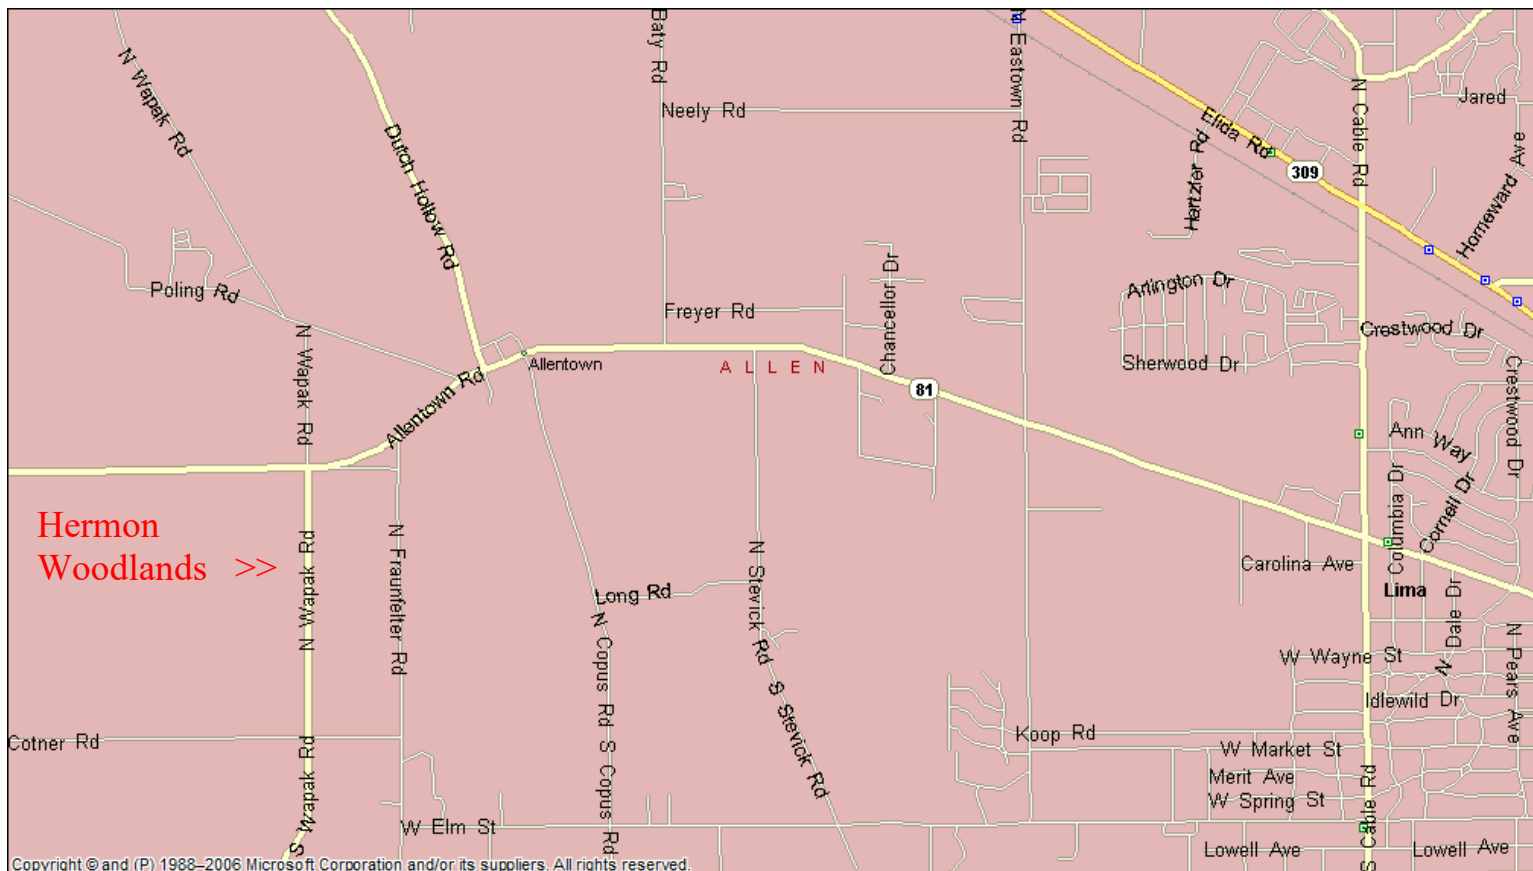 Baty Rd
N Eastown Rd
N Wapak Rd
Neely Rd
N Cable Rd
Jared
Elida Rd
309
Hartzler Rd
Homeward Ave
Dutch Hollow Rd
Poling Rd
Arlington Dr
Chancellor Dr
Freyer Rd
Crestwood Dr
N Wapak Rd
Allentown
ALLEN
Sherwood Dr
Crestwood Dr
Allentown Rd
81
Ann Way
Columbia Dr
Cornell Dr
Hermon
Woodlands >>
N Wapak Rd
N Fraunfelter Rd
N Stevick Rd
Carolina Ave
Long Rd
Lima
N Dale Dr
N Copus Rd
W Wayne St
N Pears Ave
S Stevick Rd
Idlewild Dr
Cotner Rd
S Wapak Rd
S Copus Rd
Koop Rd
W Market St
Merit Ave
S Cable Rd
W Spring St
W Elm St
Lowell Ave
Lowell Ave
Copyright © and (P) 1988–2006 Microsoft Corporation and/or its suppliers. All rights reserved.